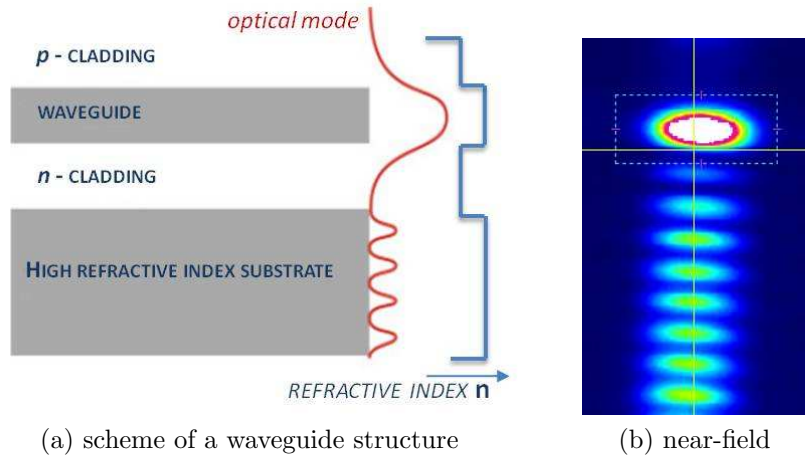 optical mode
p - CLADDING
WAVEGUIDE
n - CLADDING
HIGH REFRACTIVE INDEX SUBSTRATE
REFRACTIVE INDEX n
(a) scheme of a waveguide structure
(b) near-field